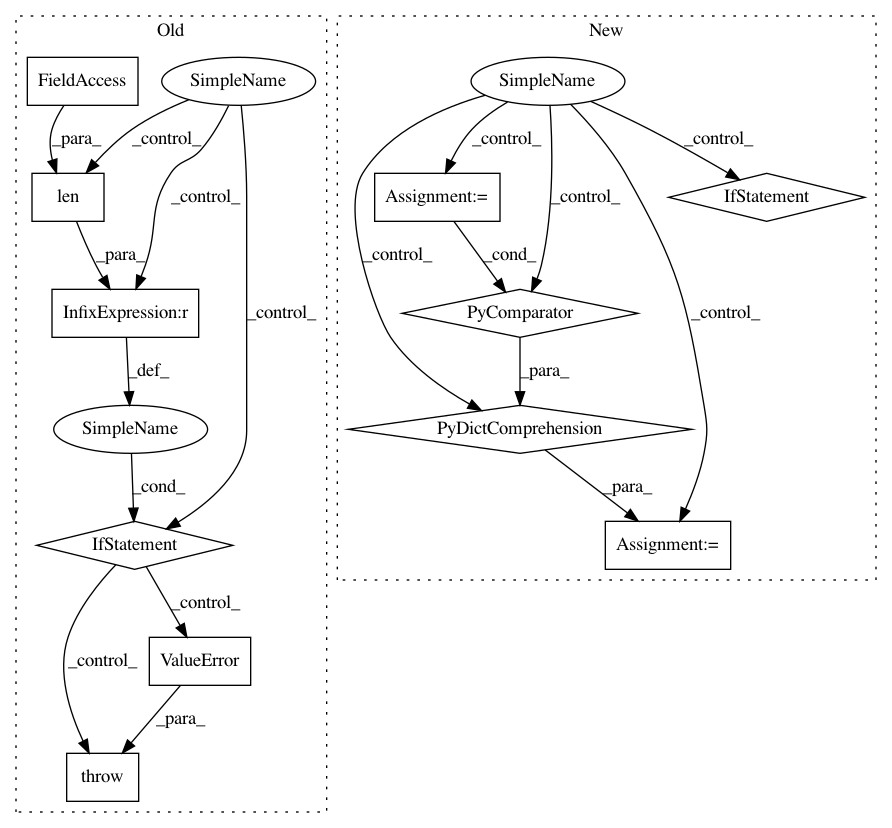 Old
New
FieldAccess
SimpleName
SimpleName
_para_
_control_
_control_
_control_
len
_control_
Assignment:=
_control_
IfStatement
_para_
_control_
_cond_
_control_
InfixExpression:r
_control_
PyComparator
_def_
_para_
SimpleName
PyDictComprehension
_cond_
_para_
IfStatement
Assignment:=
_control_
_control_
ValueError
_para_
throw